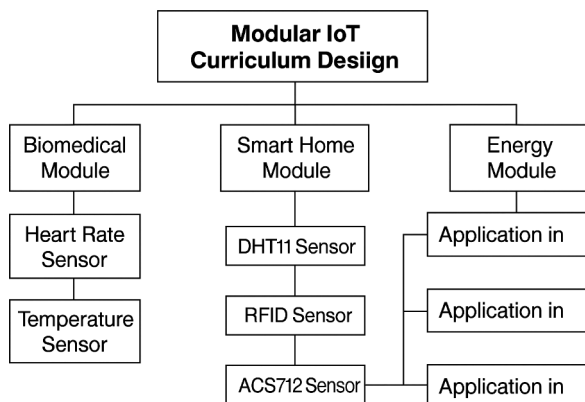 Modular IoT
Curriculum Desiign
Biomedical
Module
Smart Home
Module
Energy
Module
Heart Rate
Sensor
Temperature
Sensor
DHT11 Sensor
RFID Sensor
ACS712 Sensor
Application in
Application in
Application in